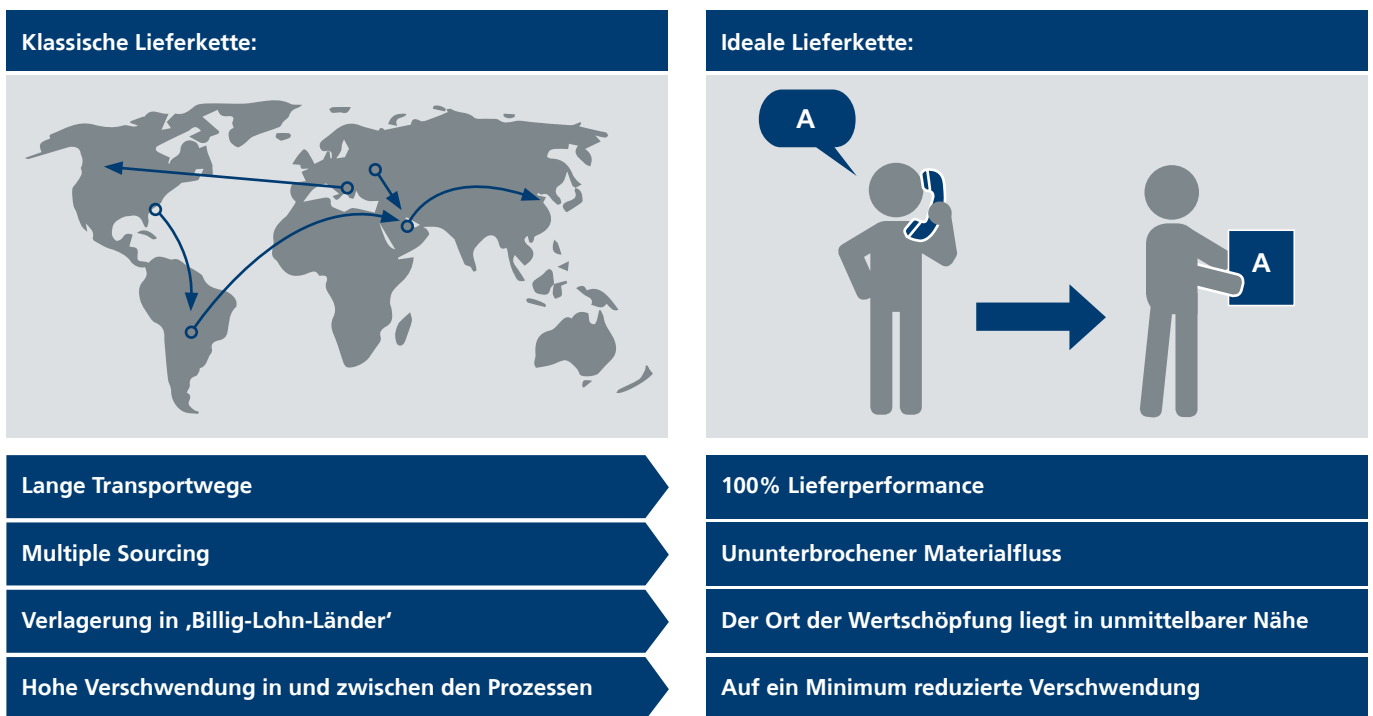 Klassische Lieferkette:
Lange Transportwege
Multiple Sourcing
Verlagerung in ‚Billig-Lohn-Länder‘
Hohe Verschwendung in und zwischen den Prozessen
Ideale Lieferkette:
A
A
100% Lieferperformance
Ununterbrochener Materialfluss
Der Ort der Wertschöpfung liegt in unmittelbarer Nähe
Auf ein Minimum reduzierte Verschwendung